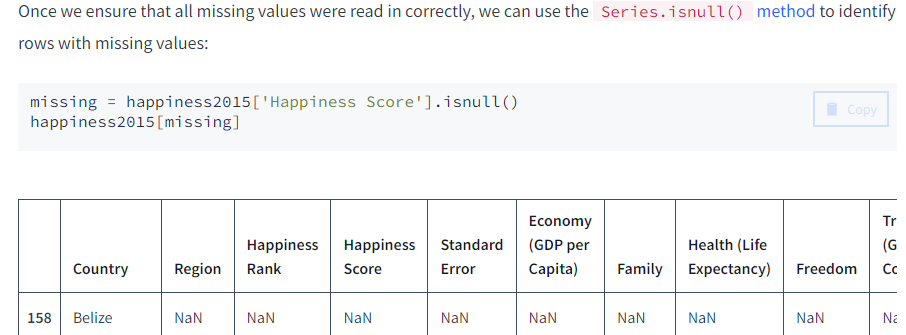 Once we ensure that all missing values were read in correctly, we can use the Series.isnull() method to identify
rows with missing values:
missing = happiness2015['Happiness Score'].isnull()
happiness2015[missing]
Copy
Country Region Happiness Rank Happiness Score Standard Error Economy (GDP per Capita) Family Health (Life Expectancy) Freedom
158 Belize NaN NaN NaN NaN NaN NaN NaN NaN